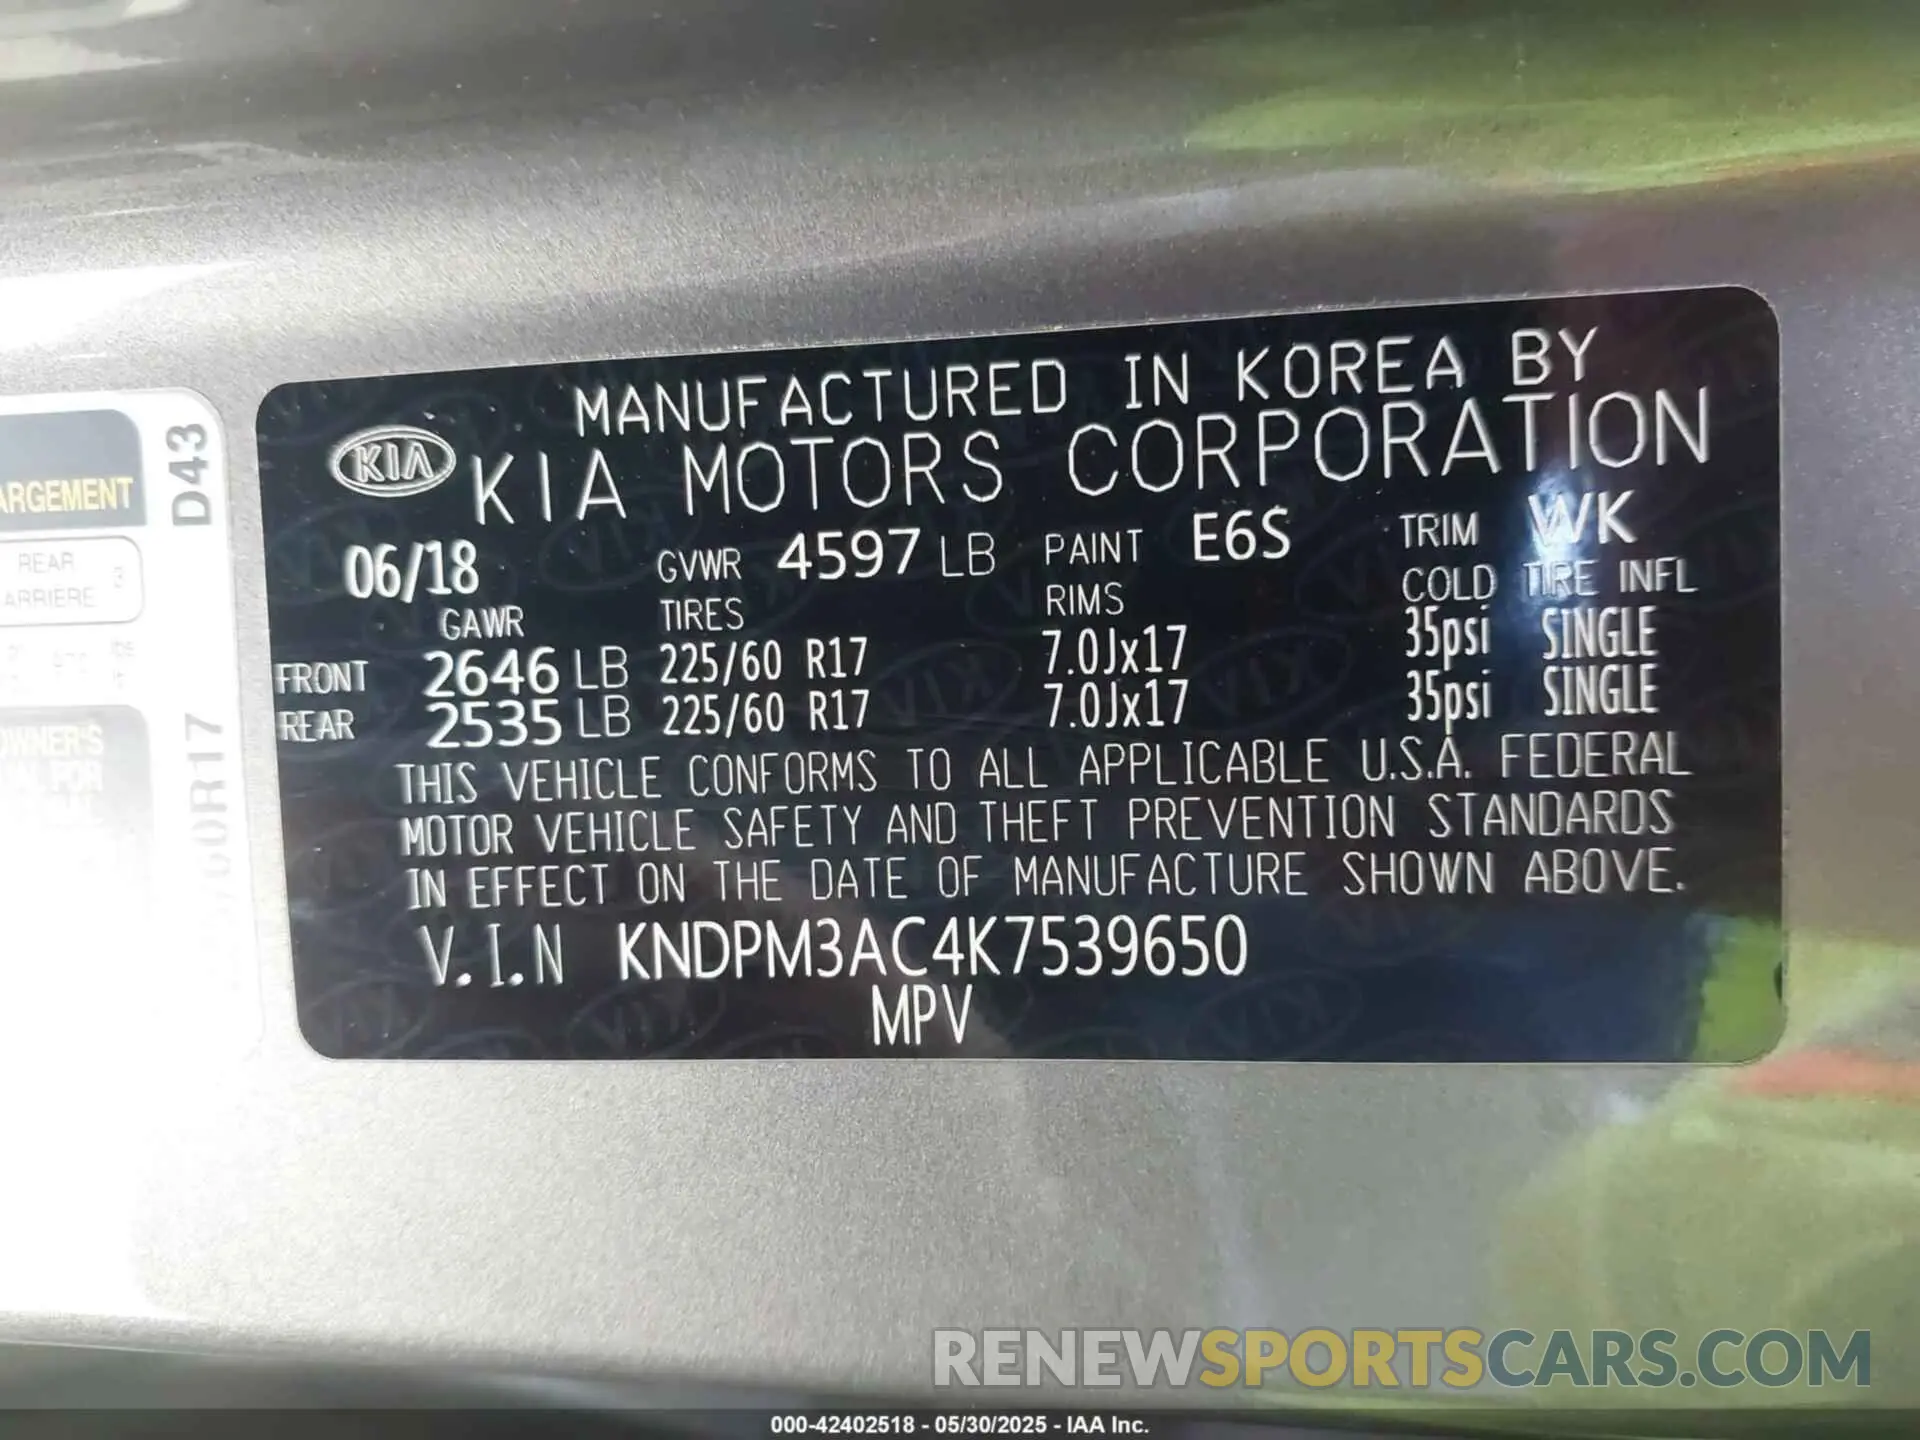 ARGEMENT
D43
REAR
ARRIERE 3
OWNER'S
60R17
MANUFACTURED IN KOREA BY
KIA KIA MOTORS CORPORATION
06/18 GVWR 4597 LB PAINT E6S TRIM WK
GAWR TIRES RIMS COLD TIRE INFL
FRONT 2646 LB 225/60 R17 7.0Jx17 35psi SINGLE
REAR 2535 LB 225/60 R17 7.0Jx17 35psi SINGLE
THIS VEHICLE CONFORMS TO ALL APPLICABLE U.S.A. FEDERAL
MOTOR VEHICLE SAFETY AND THEFT PREVENTION STANDARDS
IN EFFECT ON THE DATE OF MANUFACTURE SHOWN ABOVE.
V.I.N KNDPM3AC4K7539650
MPV
RENEWSPORTSCARS.COM
000-42402518 - 05/30/2025 - IAA Inc.